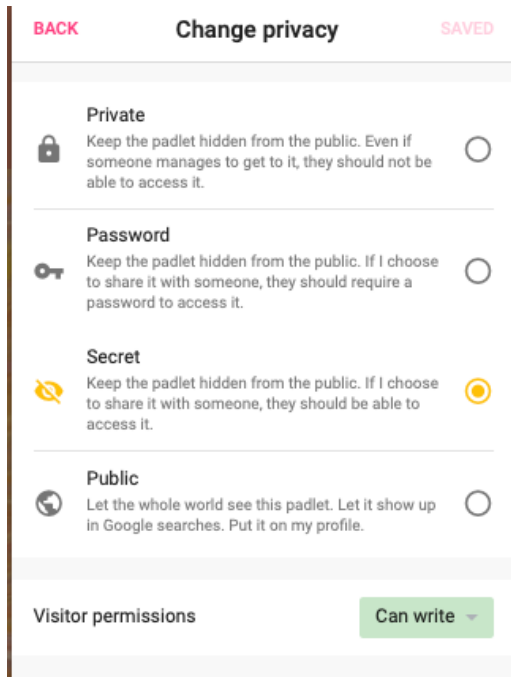 BACK Change privacy SAVED
Private
Keep the padlet hidden from the public. Even if
someone manages to get to it, they should not be
able to access it.
Password
Keep the padlet hidden from the public. If I choose
to share it with someone, they should require a
password to access it.
Secret
Keep the padlet hidden from the public. If I choose
to share it with someone, they should be able to
access it.
Public
Let the whole world see this padlet. Let it show up
in Google searches. Put it on my profile.
Visitor permissions Can write